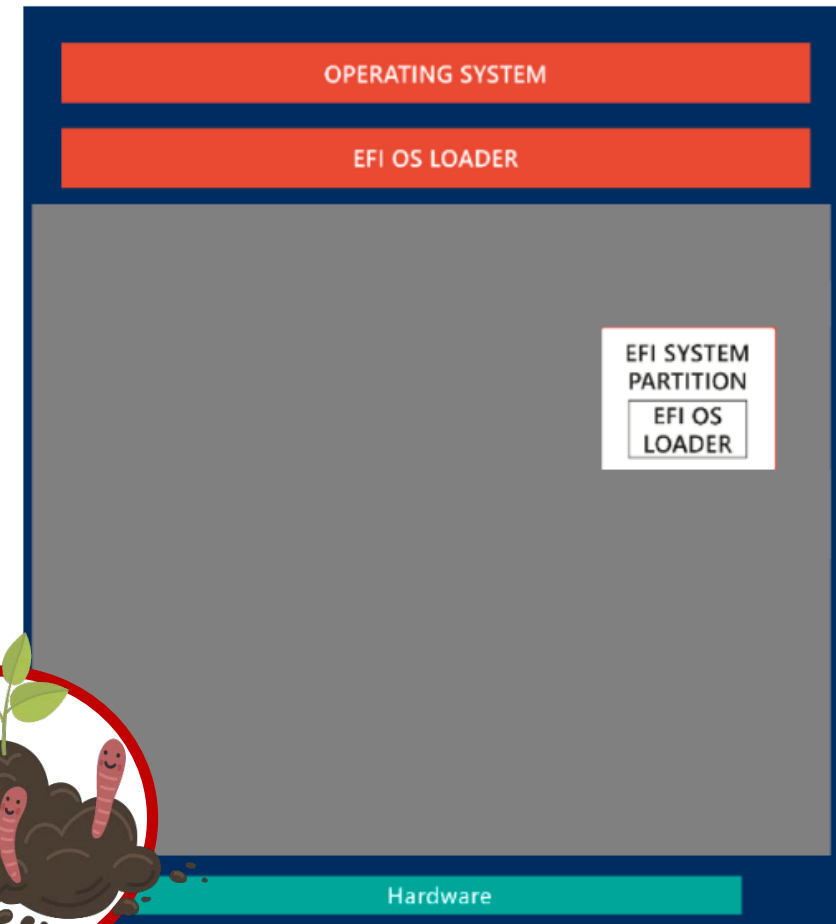 OPERATING SYSTEM
EFI OS LOADER
EFI SYSTEM
PARTITION
EFI OS
LOADER
Hardware